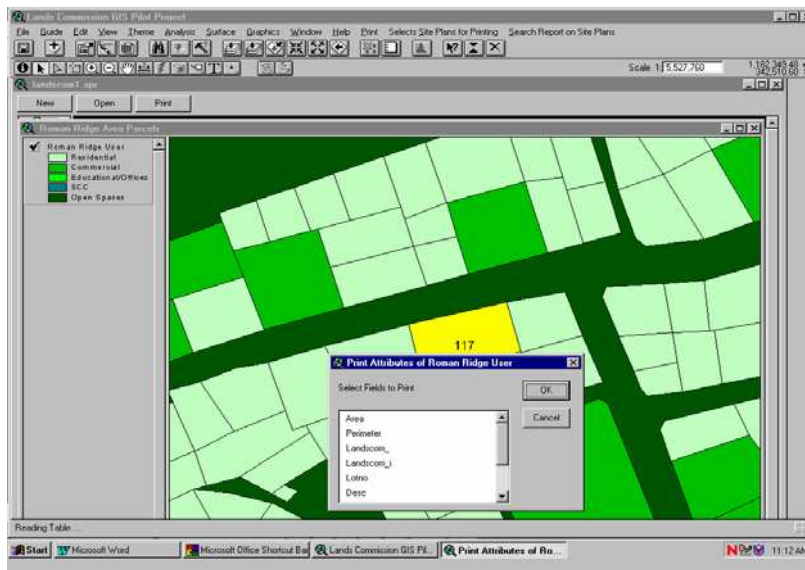 Lands Commission GIS Pilot Project
File Guide Edit View Theme Analysis Surface Graphics Window Help Print Selects Site Plans for Printing Search Report on Site Plans
Scale 1: 5,527,760
1,182,349.48
342,510.60
landscom1.apr
New Open Print
Roman Ridge Area Parcels
Roman Ridge User
Residential
Commercial
Educational/Offices
SCC
Open Spaces
117
Print Attributes of Roman Ridge User
Select Fields to Print
OK
Cancel
Area
Perimeter
Landscom_
Landscom_i
Lotno
Desc
Reading Table...
Start Microsoft Word Microsoft Office Shortcut Bar Lands Commission GIS Pil... Print Attributes of Ro... 11:12 AM